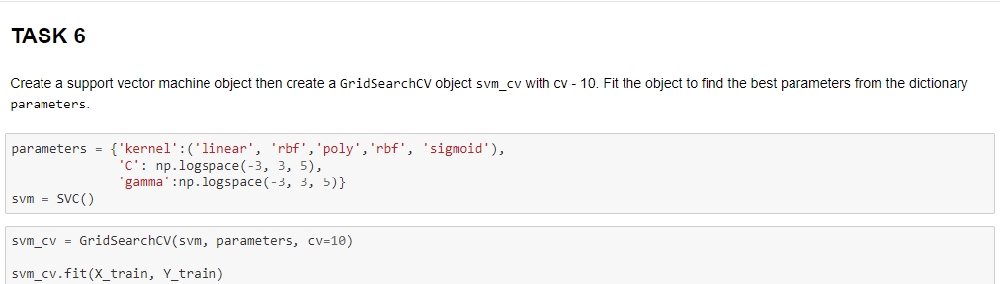 TASK 6
Create a support vector machine object then create a GridSearchCV object svm_cv with cv - 10. Fit the object to find the best parameters from the dictionary
parameters.
parameters = {'kernel':('linear', 'rbf','poly','rbf', 'sigmoid'),
'C': np.logspace(-3, 3, 5),
'gamma':np.logspace(-3, 3, 5)}
svm = SVC()
svm_cv = GridSearchCV(svm, parameters, cv=10)
svm_cv.fit(X_train, Y_train)